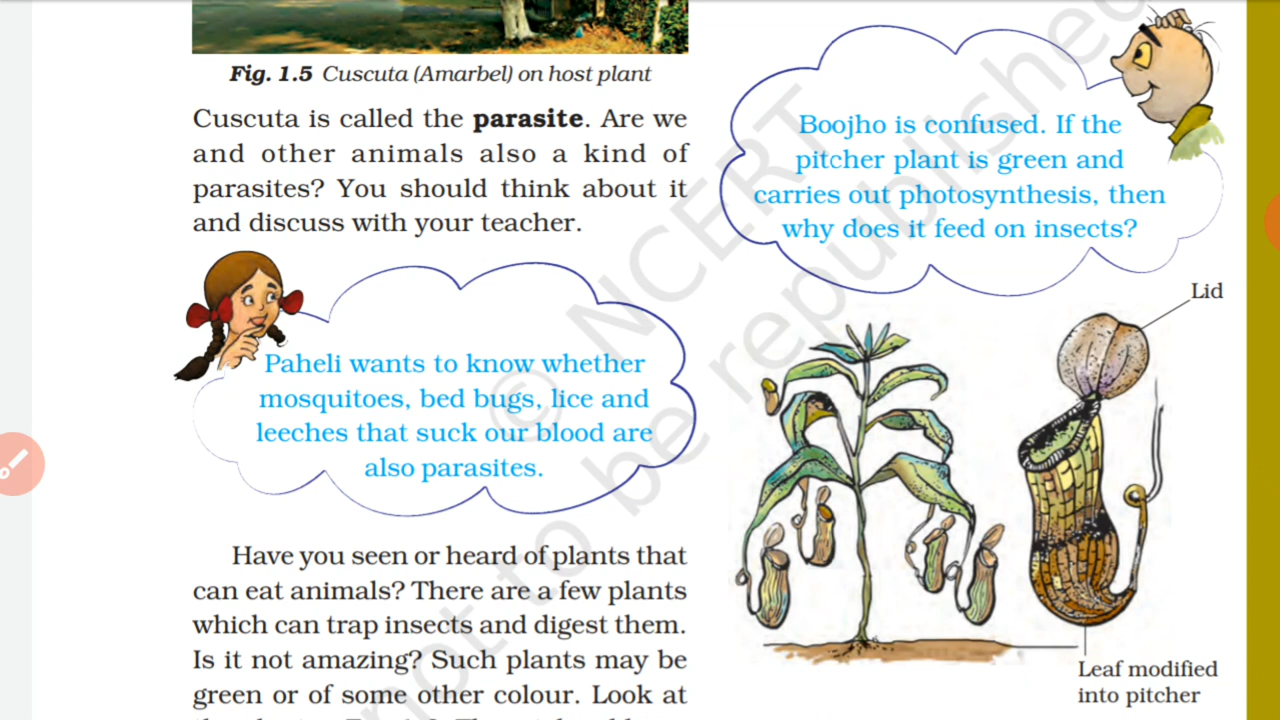 Fig. 1.5 Cuscuta (Amarbel) on host plant
Cuscuta is called the parasite. Are we
and other animals also a kind of
parasites? You should think about it
and discuss with your teacher.
Paheli wants to know whether
mosquitoes, bed bugs, lice and
leeches that suck our blood are
also parasites.
Have you seen or heard of plants that
can eat animals? There are a few plants
which can trap insects and digest them.
Is it not amazing? Such plants may be
green or of some other colour. Look at
Boojho is confused. If the
pitcher plant is green and
carries out photosynthesis, then
why does it feed on insects?
Lid
Leaf modified
into pitcher
© NCERT
not to be republished